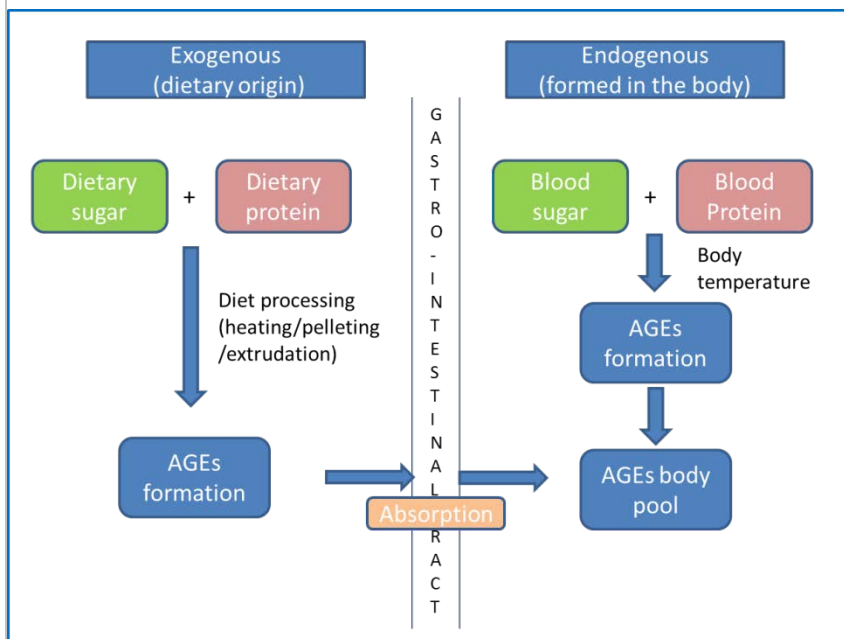 Exogenous
(dietary origin)
Endogenous
(formed in the body)
Dietary
sugar
+
Dietary
protein
Blood
sugar
+
Blood
Protein
Body
temperature
Diet processing
(heating/pelleting
/extrudation)
AGEs
formation
AGEs
formation
AGEs body
pool
Absorption
G
A
S
T
R
O
-
I
N
T
E
S
T
I
N
A
L
R
A
C
T